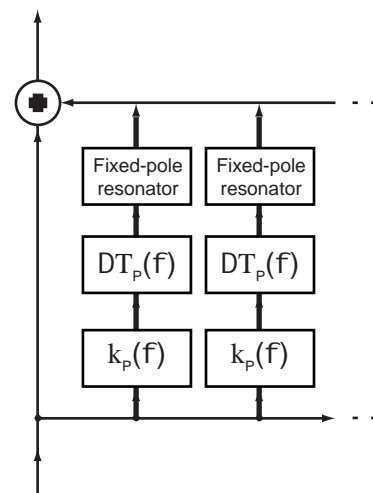 Fixed-pole Fixed-pole
resonator resonator
DT_P(f) DT_P(f)
k_P(f) k_P(f)